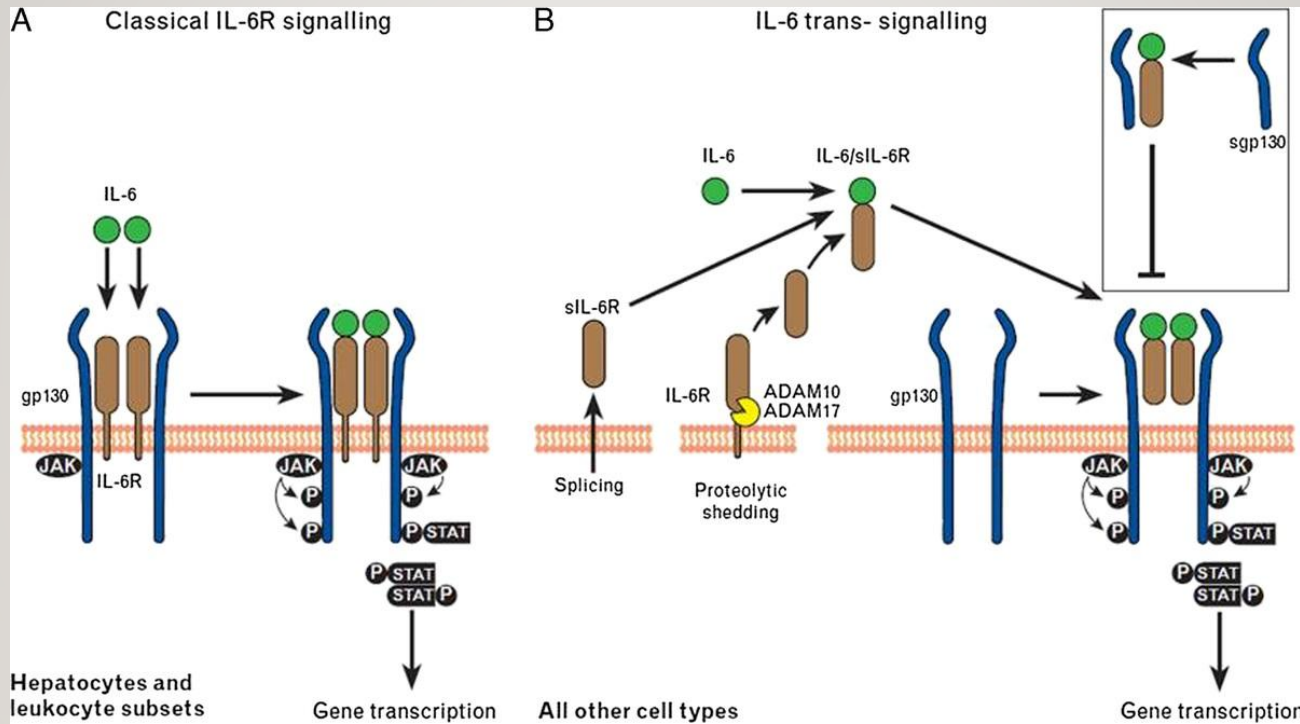 A
Classical IL-6R signalling
IL-6
gp130
JAK
IL-6R
JAK
JAK
P
P
P
P
STAT
P
STAT
STAT
P
Hepatocytes and
leukocyte subsets
Gene transcription
B
IL-6 trans- signalling
sgp130
IL-6
IL-6/sIL-6R
sIL-6R
IL-6R
ADAM10
ADAM17
Splicing
Proteolytic
shedding
gp130
JAK
JAK
P
P
P
P
STAT
P
STAT
STAT
P
All other cell types
Gene transcription